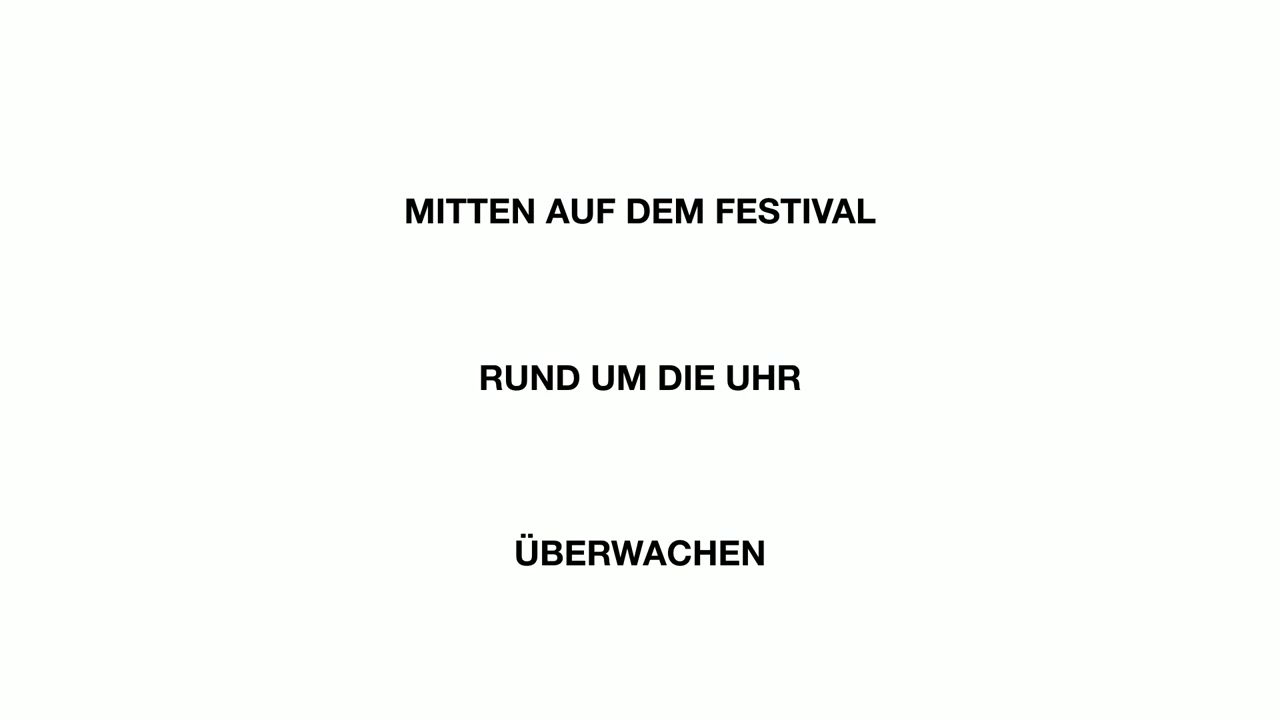 MITTEN AUF DEM FESTIVAL
RUND UM DIE UHR
ÜBERWACHEN